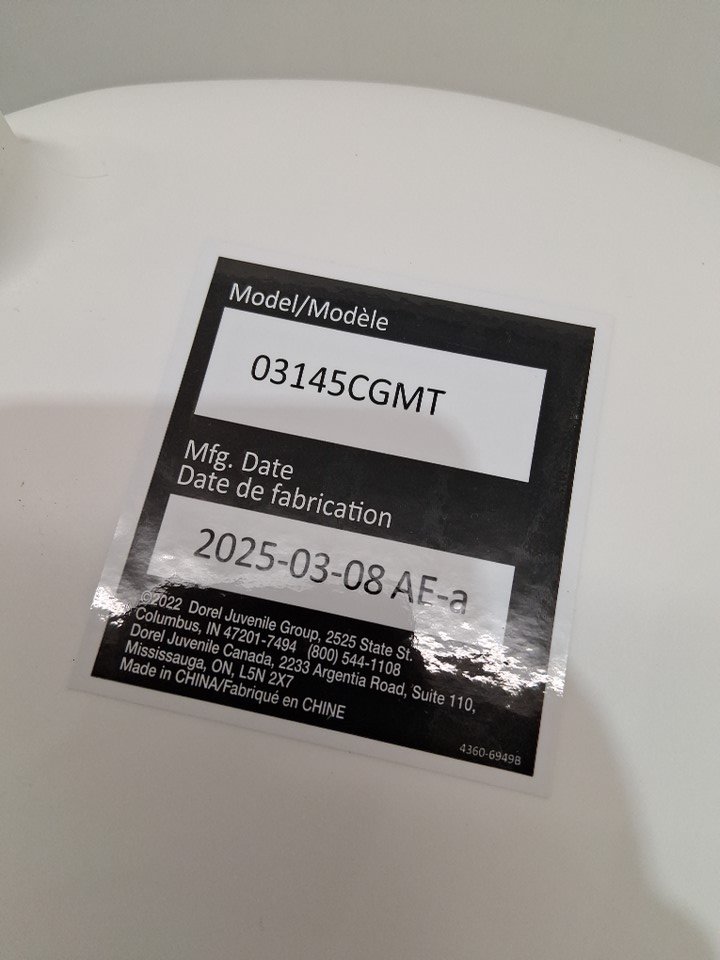 Model/Modèle
03145CGMT
Mfg. Date
Date de fabrication
2025-03-08 AE-a
©2022 Dorel Juvenile Group, 2525 State St.
Columbus, IN 47201-7494 (800) 544-1108
Dorel Juvenile Canada, 2233 Argentia Road, Suite 110,
Mississauga, ON, L5N 2X7
Made in CHINA/Fabriqué en CHINE
4360-6949B